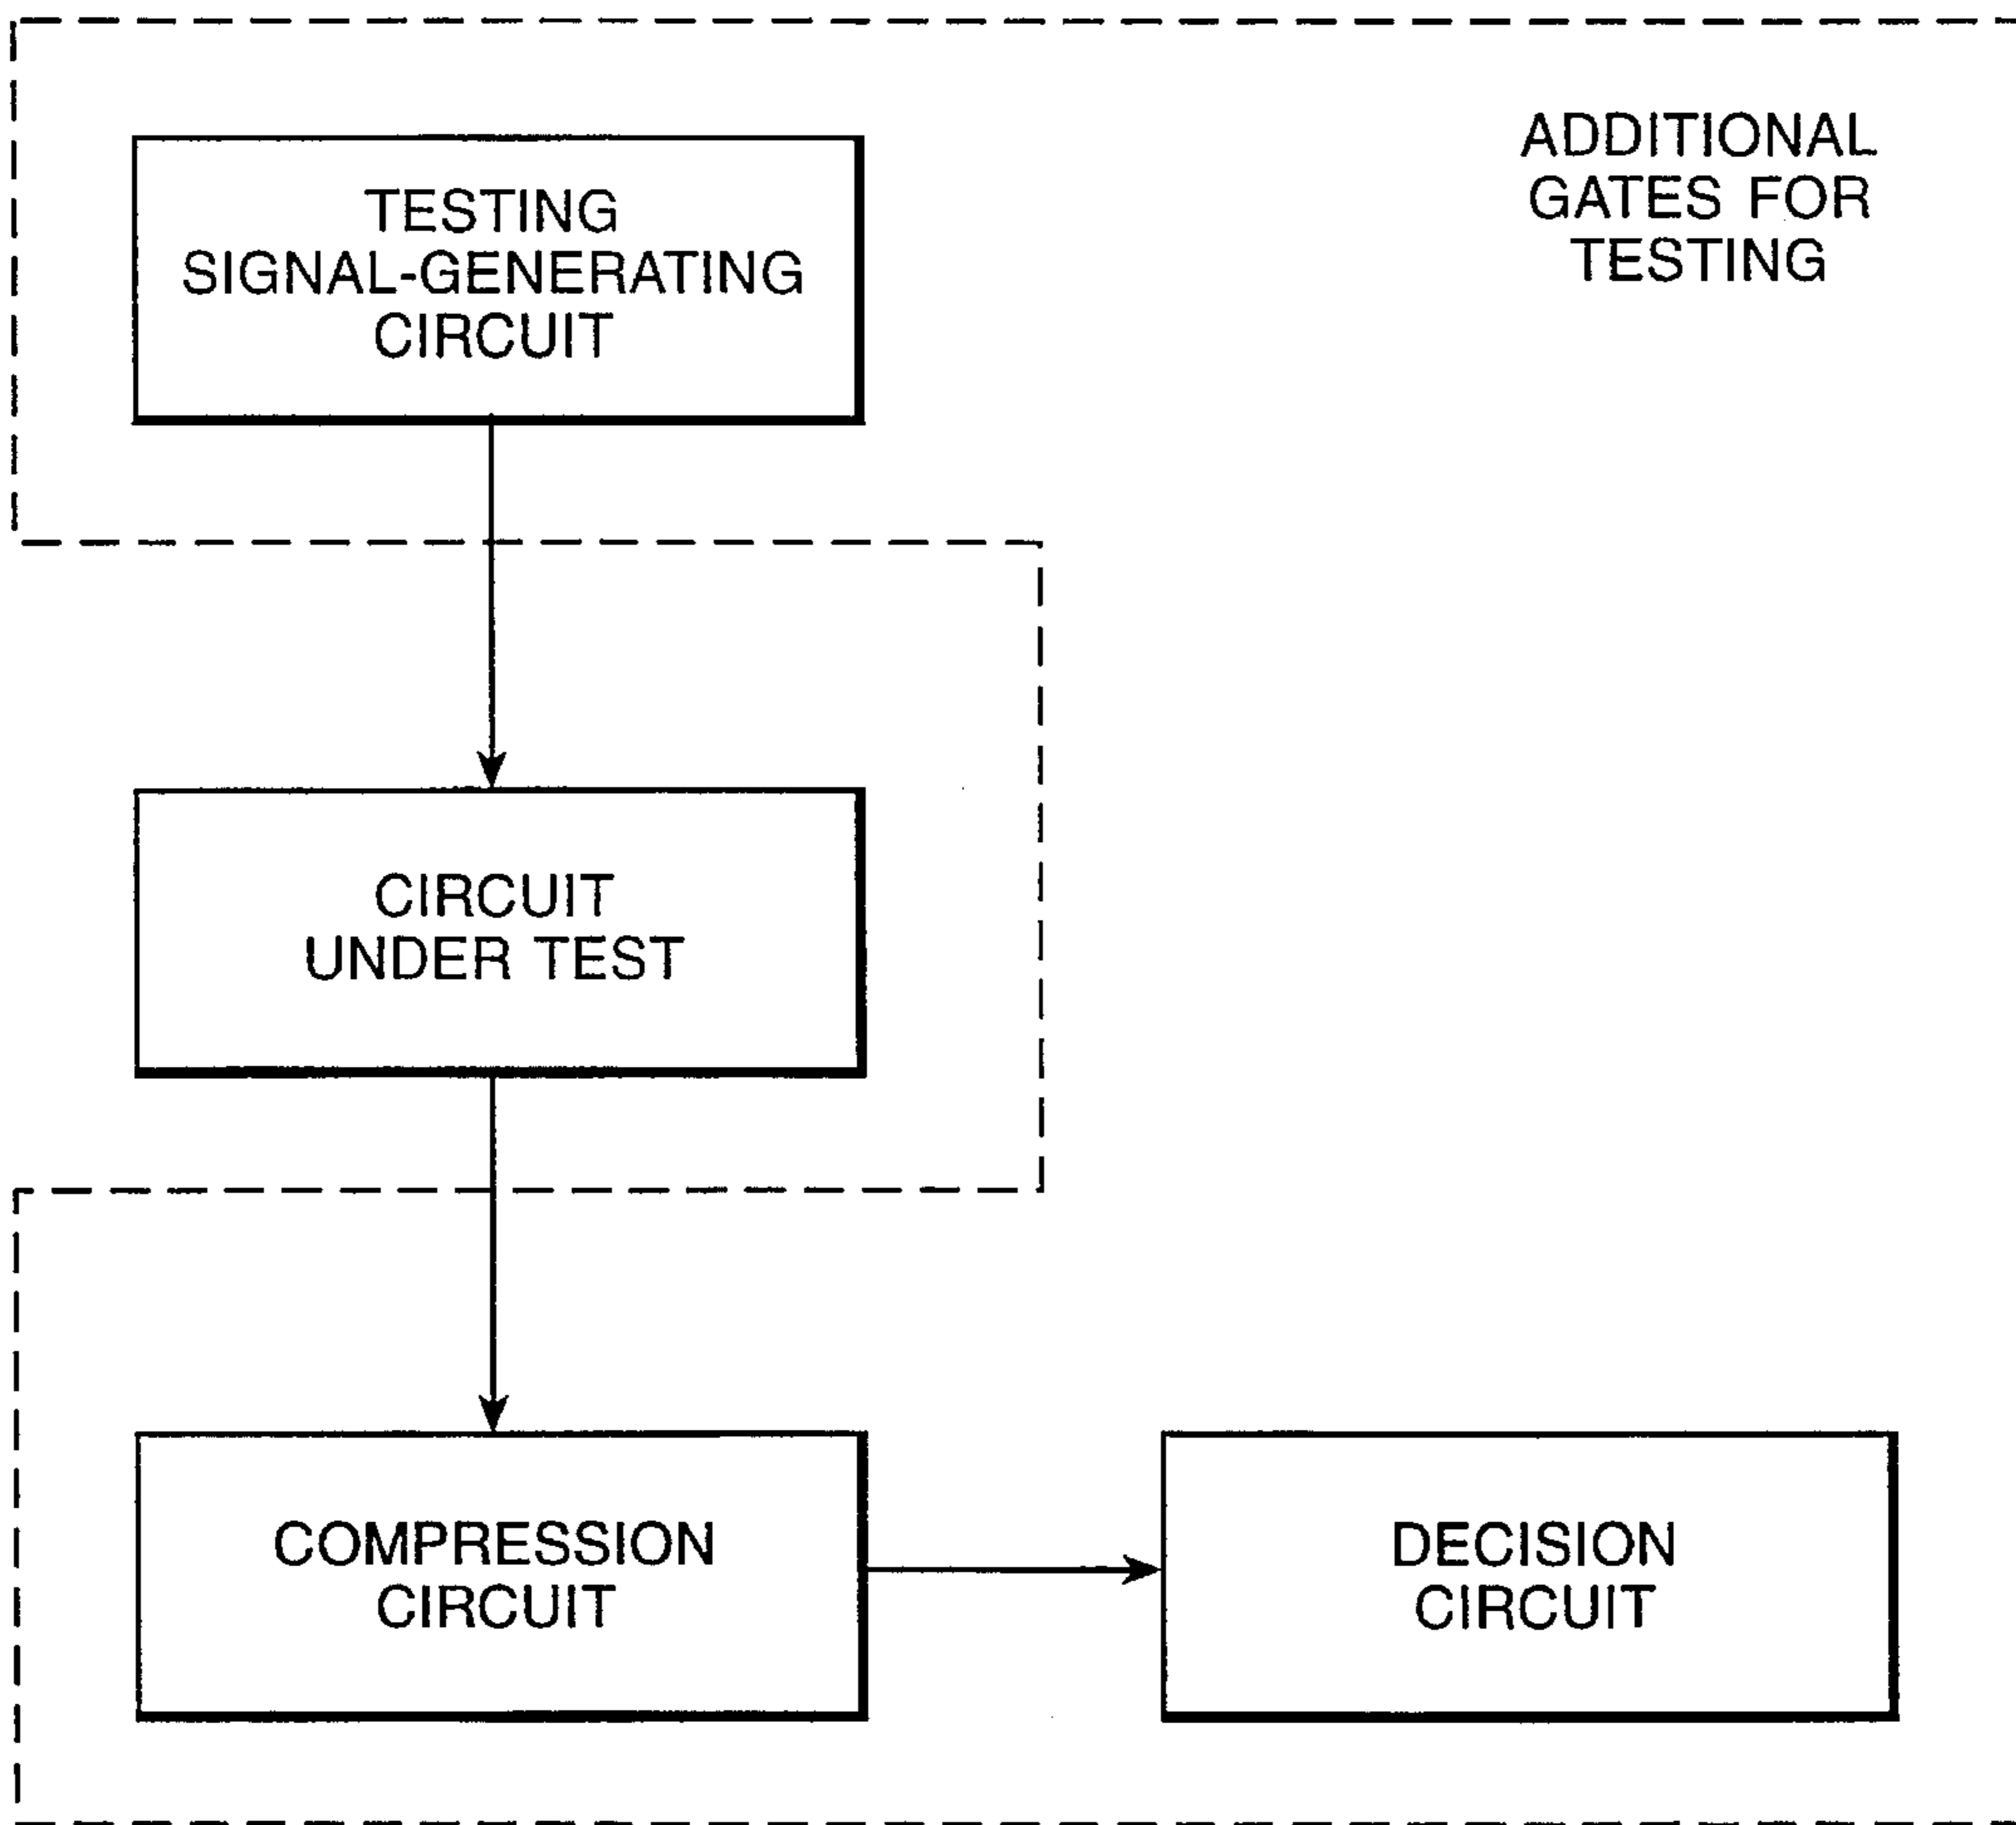 TESTING
SIGNAL-GENERATING
CIRCUIT
ADDITIONAL
GATES FOR
TESTING
CIRCUIT
UNDER TEST
COMPRESSION
CIRCUIT
DECISION
CIRCUIT